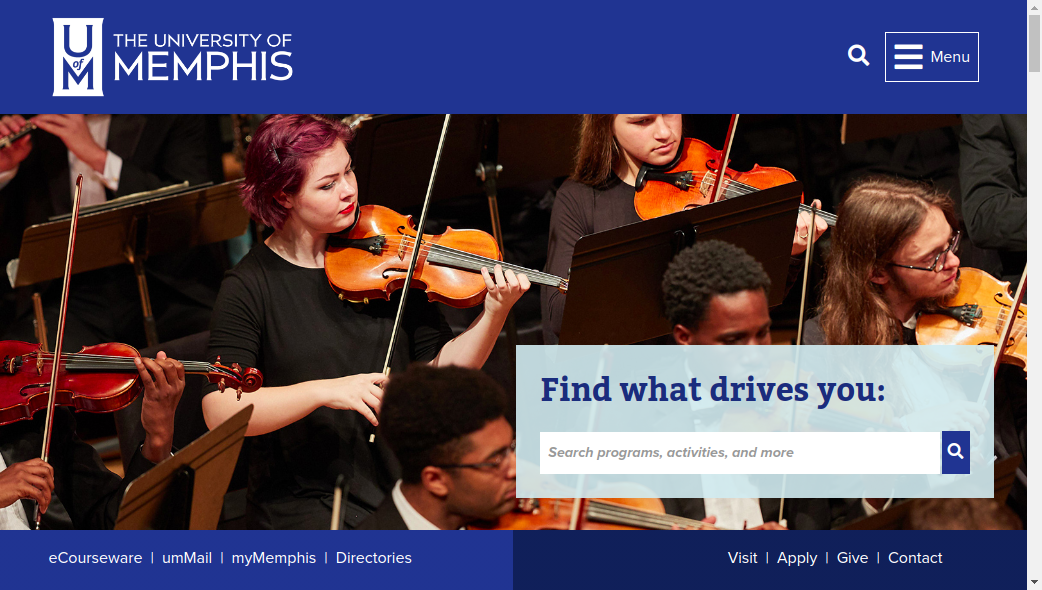 U
of
M
THE UNIVERSITY OF
MEMPHIS
Menu
Find what drives you:
Search programs, activities, and more
eCourseware | umMail | myMemphis | Directories
Visit | Apply | Give | Contact